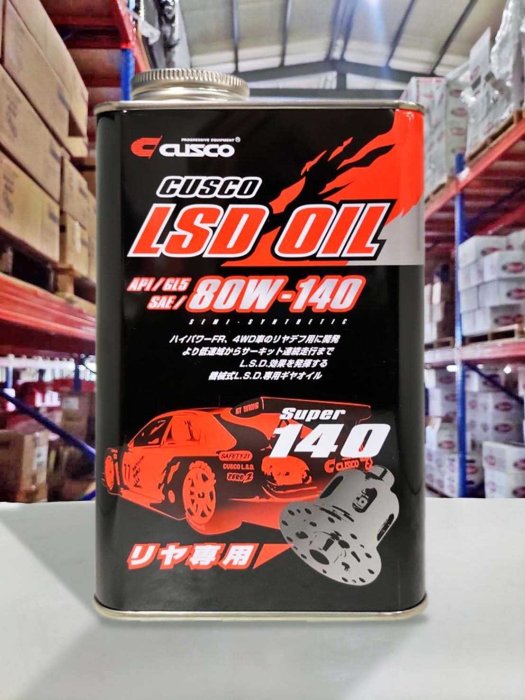 PROGRESSIVE EQUIPMENT ®
CUSCO
CUSCO
LSD OIL
API/GL5
SAE/ 80W-140
SEMI-SYNTHETIC
ハイパワーFR、4WD車のリヤデフ用に開発
より低速域からサーキット連続走行まで
L.S.D.効果を発揮する
機械式L.S.D.専用ギヤオイル
Super
140
SAFETY21
CUSCO L.S.D.
ZERO-2
CUSCO
リヤ専用